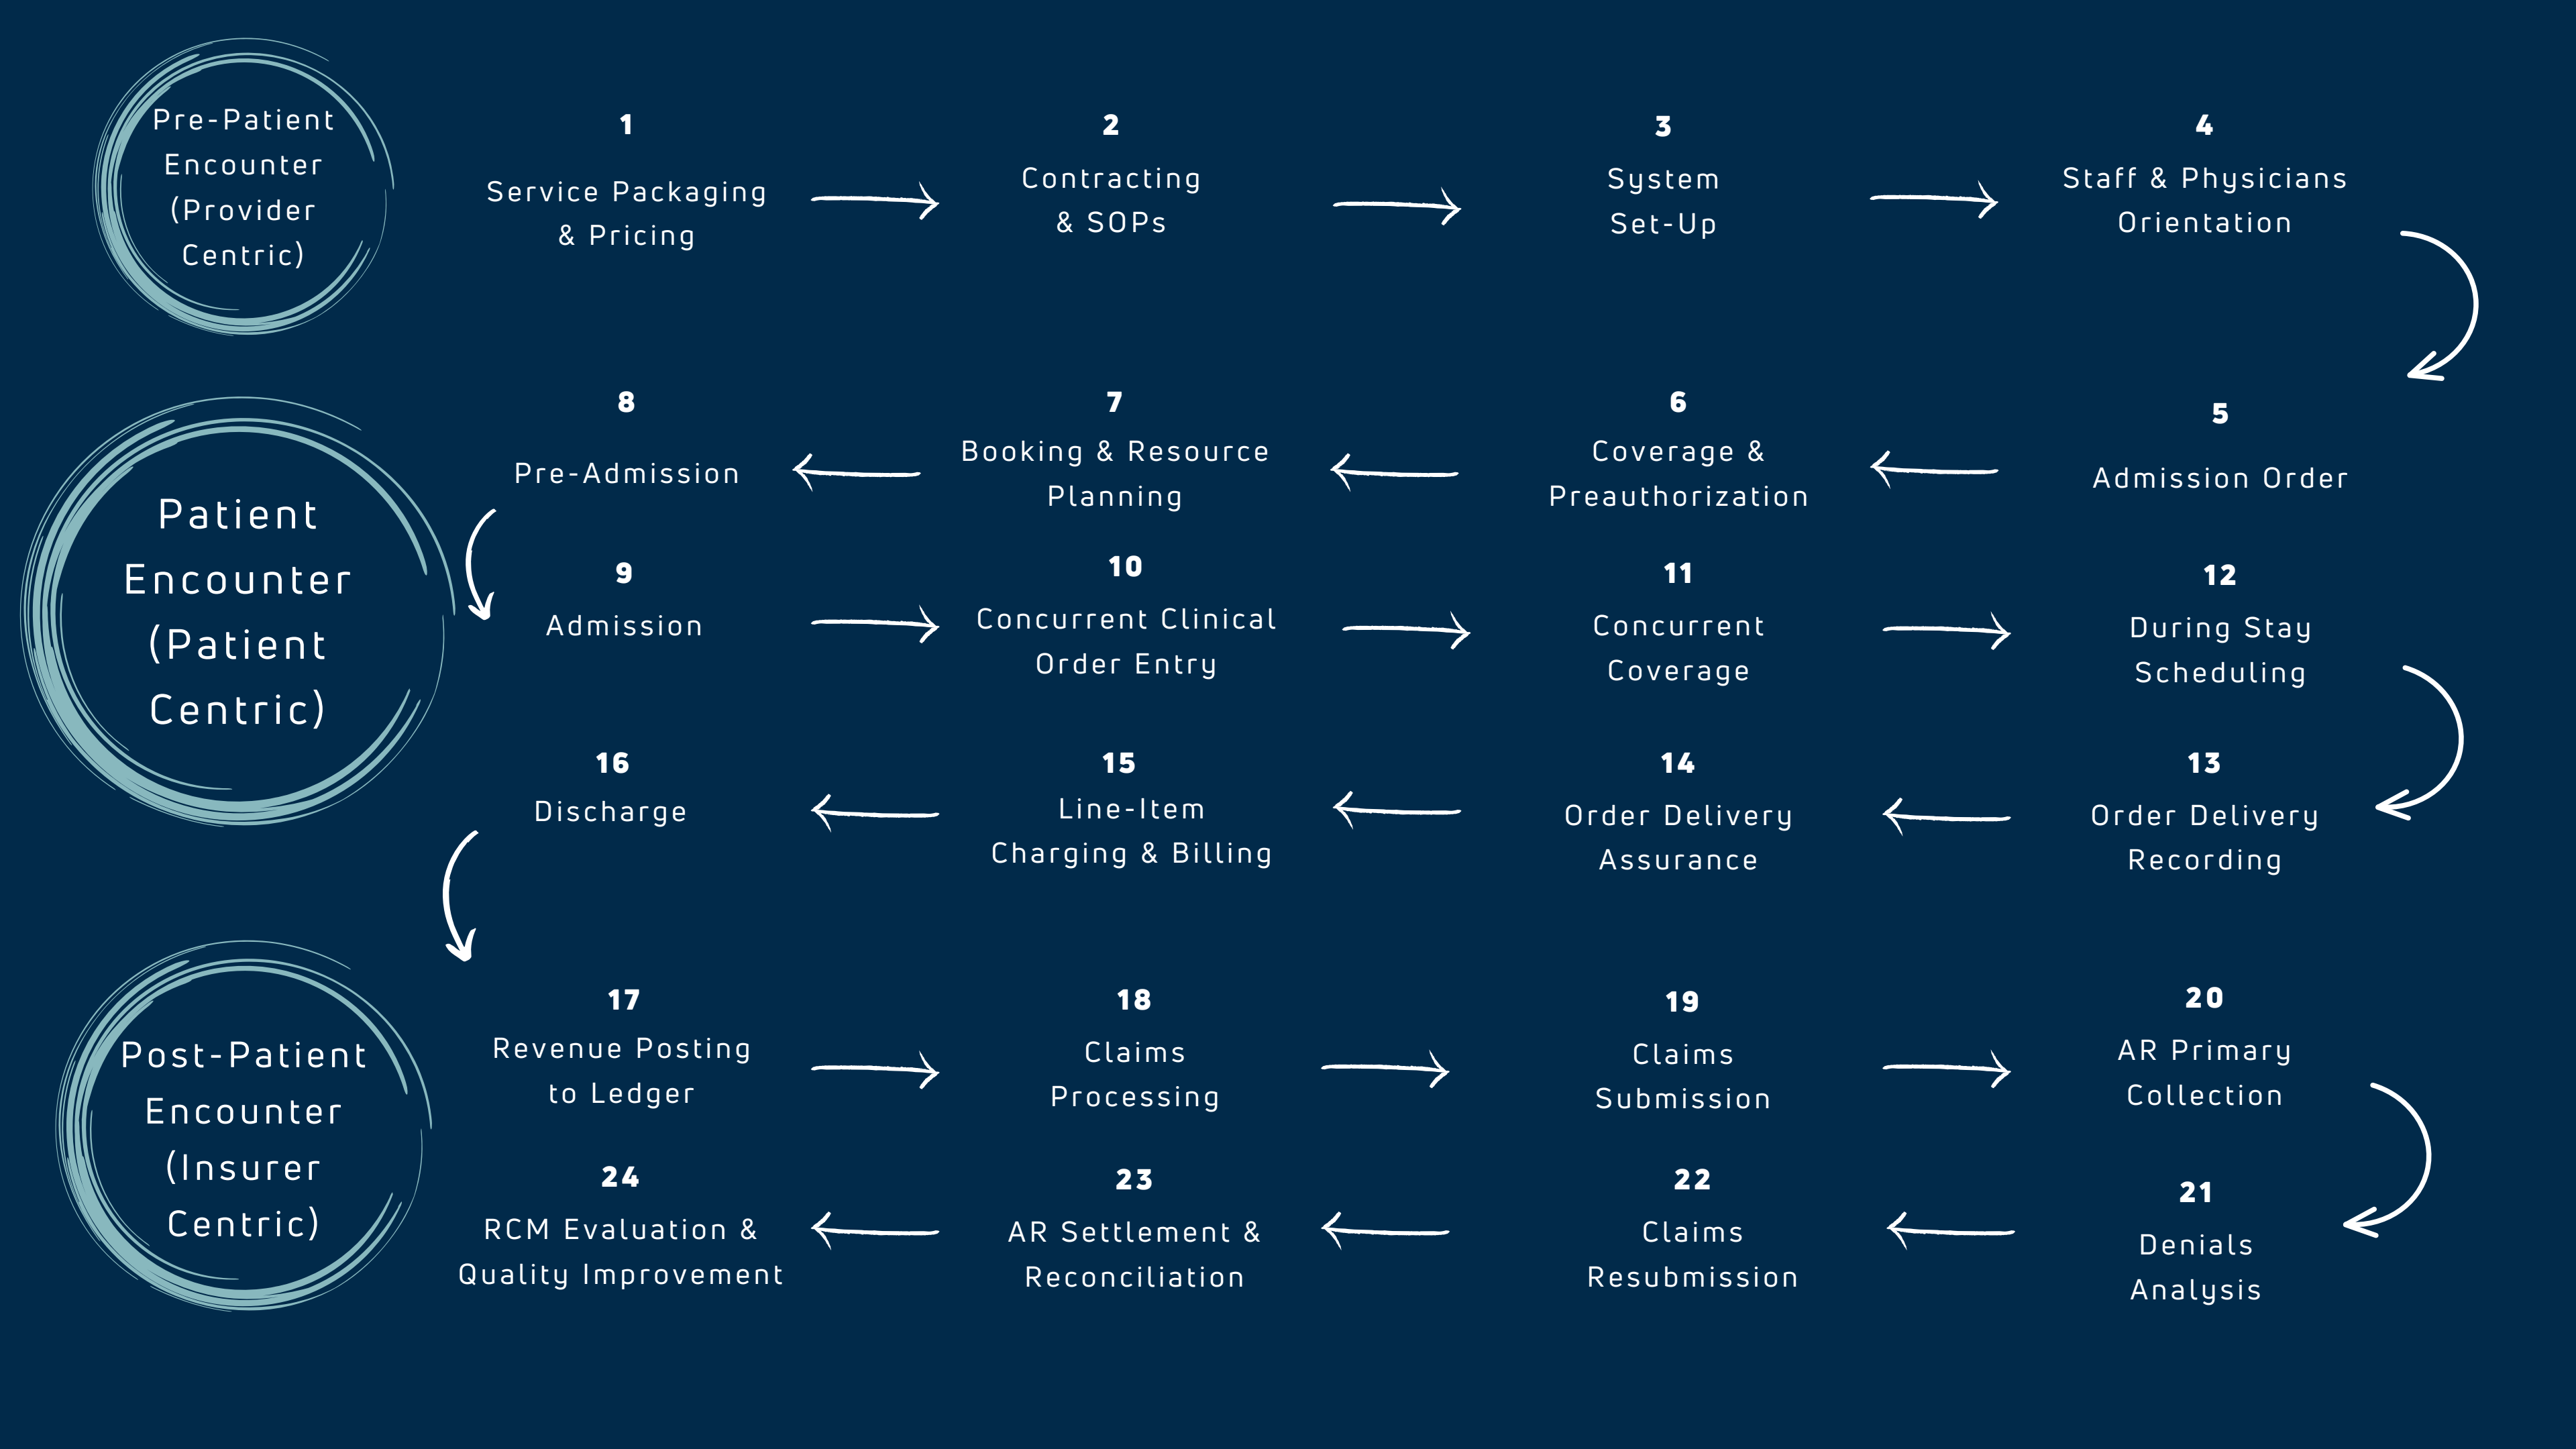 Pre-Patient
Encounter
(Provider
Centric)
1
Service Packaging
& Pricing
2
Contracting
& SOPs
3
System
Set-Up
4
Staff & Physicians
Orientation
Patient
Encounter
(Patient
Centric)
5
Admission Order
6
Coverage &
Preauthorization
7
Booking & Resource
Planning
8
Pre-Admission
9
Admission
10
Concurrent Clinical
Order Entry
11
Concurrent
Coverage
12
During Stay
Scheduling
13
Order Delivery
Recording
14
Order Delivery
Assurance
15
Line-Item
Charging & Billing
16
Discharge
Post-Patient
Encounter
(Insurer
Centric)
17
Revenue Posting
to Ledger
18
Claims
Processing
19
Claims
Submission
20
AR Primary
Collection
21
Denials
Analysis
22
Claims
Resubmission
23
AR Settlement &
Reconciliation
24
RCM Evaluation &
Quality Improvement